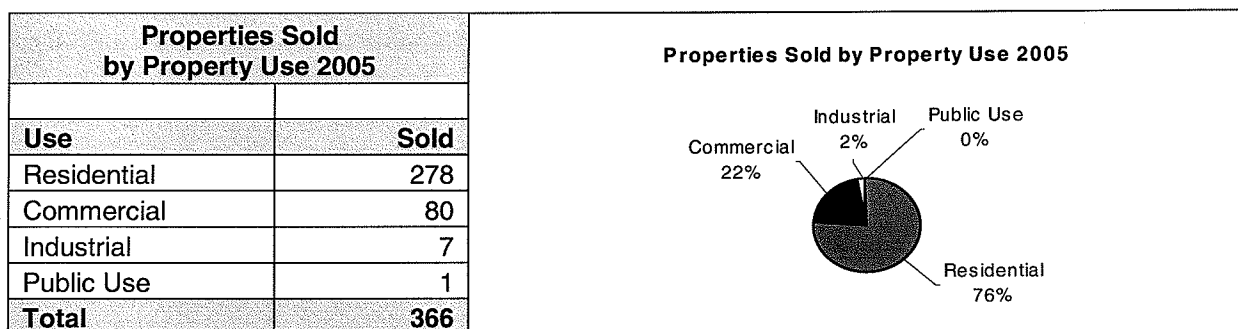 Properties Sold
by Property Use 2005
Use Sold
Residential 278
Commercial 80
Industrial 7
Public Use 1
Total 366
Properties Sold by Property Use 2005
Industrial
2%
Public Use
0%
Commercial
22%
Residential
76%